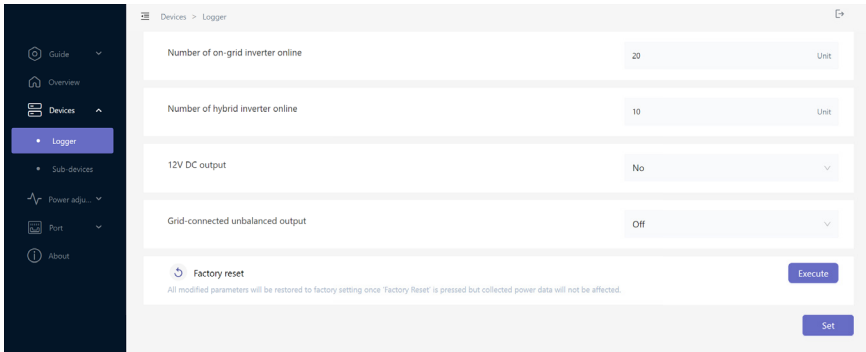 Devices > Logger
Guide
Overview
Devices
Logger
Sub-devices
Power adju...
Port
About
Number of on-grid inverter online
20 Unit
Number of hybrid inverter online
10 Unit
12V DC output
No
Grid-connected unbalanced output
Off
Factory reset
Execute
All modified parameters will be restored to factory setting once 'Factory Reset' is pressed but collected power data will not be affected.
Set